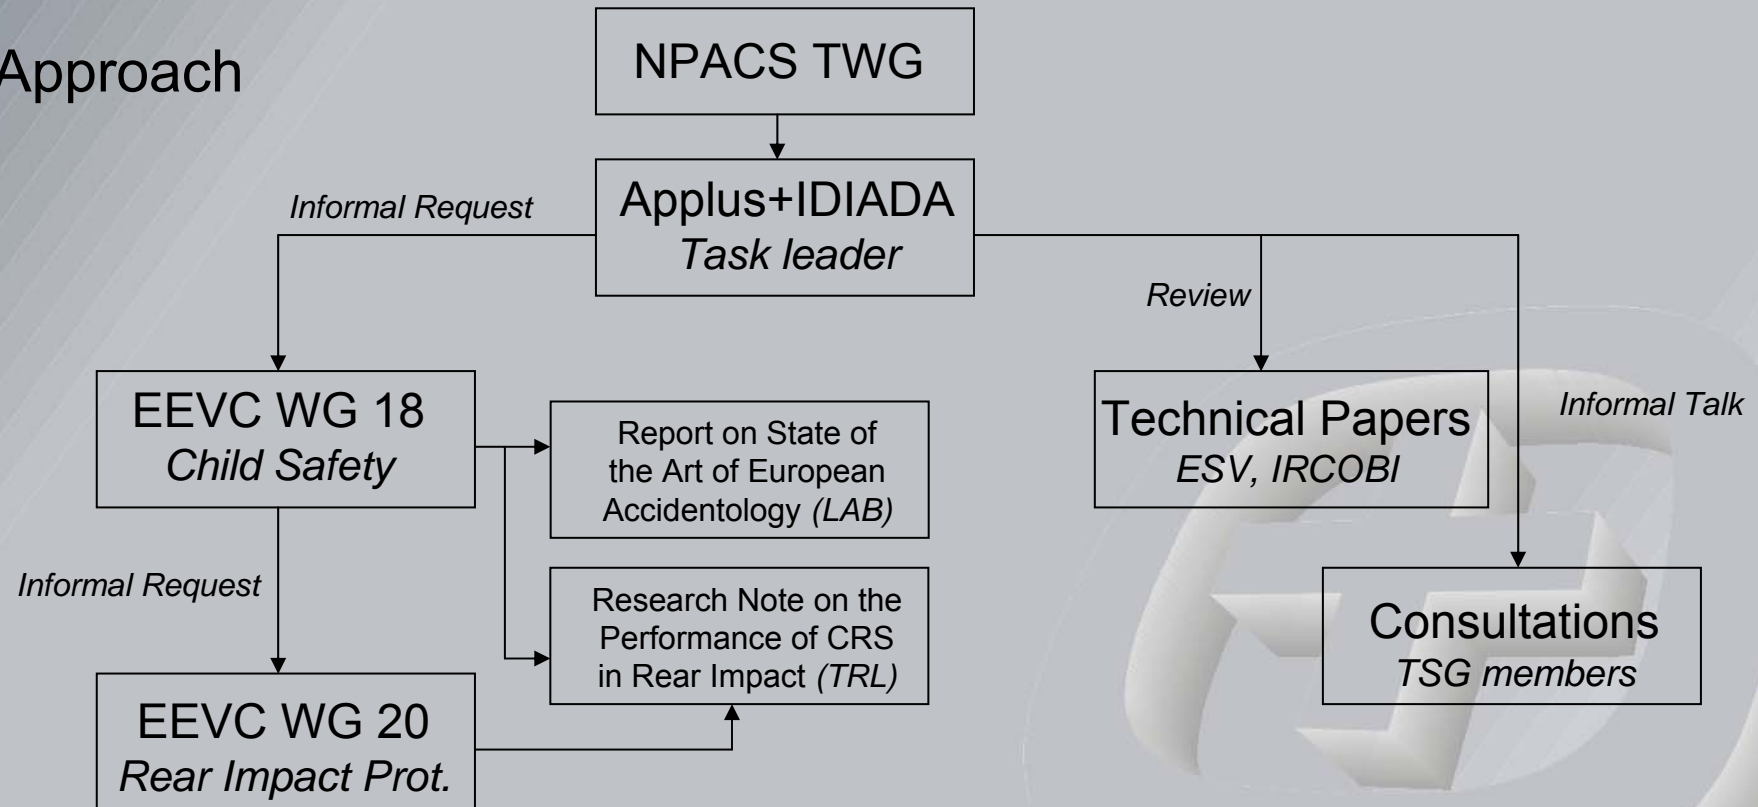 Approach
NPACS TWG
Applus+IDIADA
Task leader
Informal Request
Review
Informal Talk
EEVC WG 18
Child Safety
Report on State of
the Art of European
Accidentology (LAB)
Technical Papers
ESV, IRCOBI
Informal Request
Research Note on the
Performance of CRS
in Rear Impact (TRL)
Consultations
TSG members
EEVC WG 20
Rear Impact Prot.